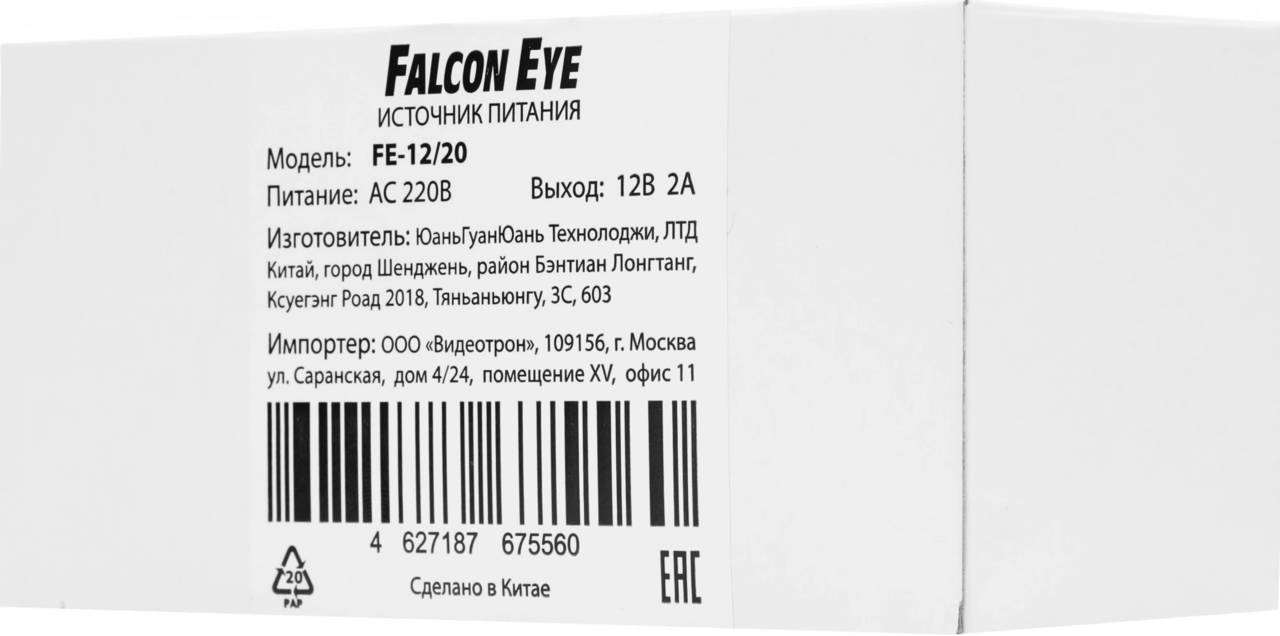 FALCON EYE
ИСТОЧНИК ПИТАНИЯ
Модель: FE-12/20
Питание: АС 220В Выход: 12В 2А
Изготовитель: ЮаньГуанЮань Технолоджи, ЛТД
Китай, город Шенджень, район Бэнтиан Лонгтанг,
Ксуегэнг Роад 2018, Тяньаньюнгу, 3С, 603
Импортер: ООО «Видеотрон», 109156, г. Москва
ул. Саранская, дом 4/24, помещение XV, офис 11
4 627187 675560
20
PAP
Сделано в Китае
EAC